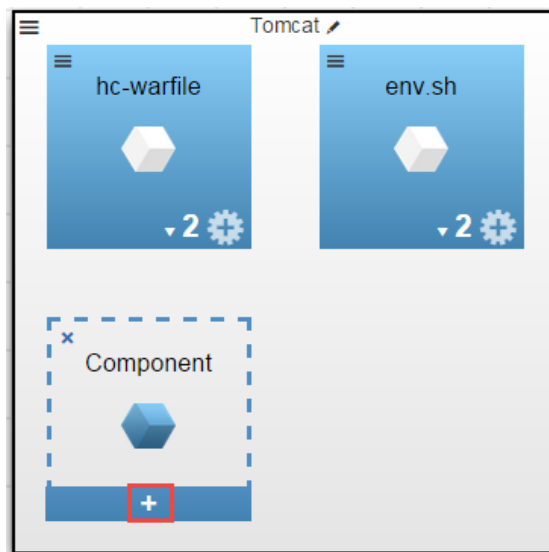 Tomcat
hc-warfile
env.sh
2
2
Component